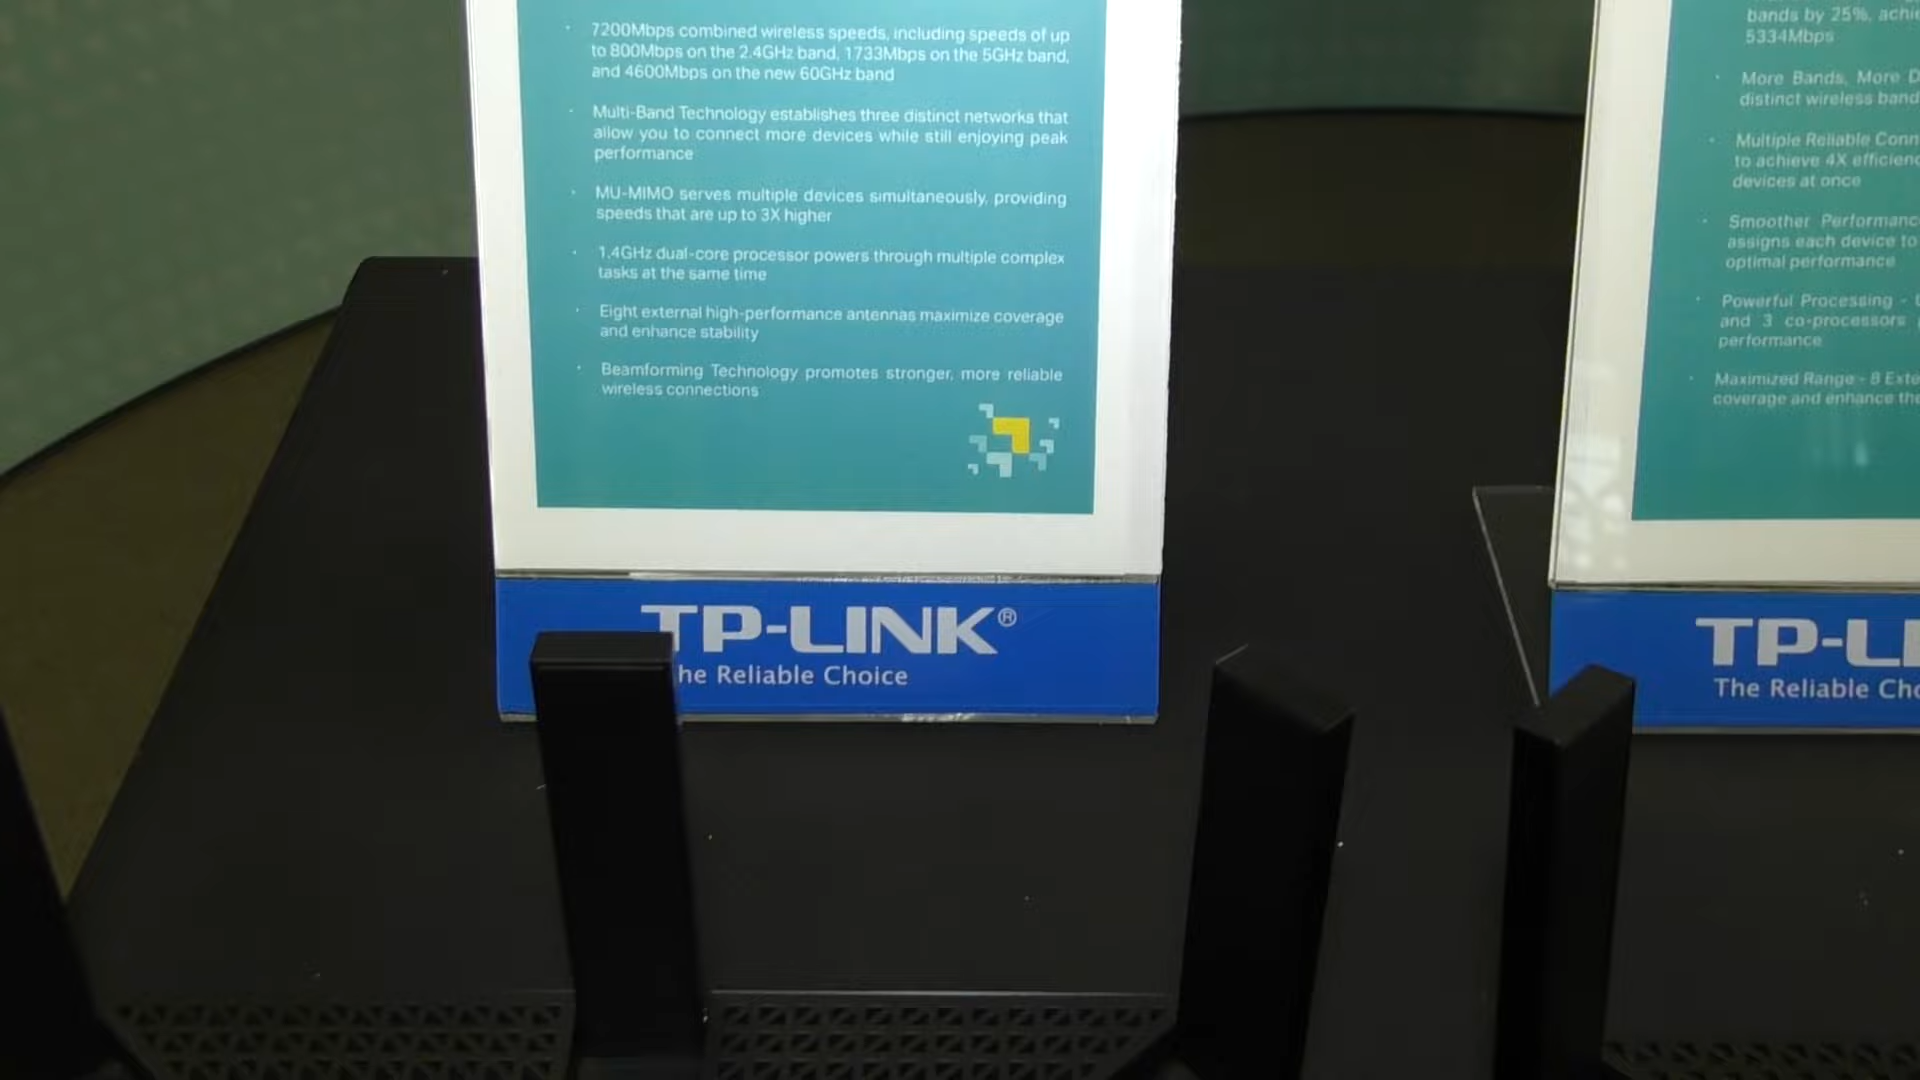 7200Mbps combined wireless speeds, including speeds of up
to 800Mbps on the 2.4GHz band, 1733Mbps on the 5GHz band,
and 4600Mbps on the new 60GHz band
Multi-Band Technology establishes three distinct networks that
allow you to connect more devices while still enjoying peak
performance
MU-MIMO serves multiple devices simultaneously, providing
speeds that are up to 3X higher
1.4GHz dual-core processor powers through multiple complex
tasks at the same time
Eight external high-performance antennas maximize coverage
and enhance stability
Beamforming Technology promotes stronger, more reliable
wireless connections
TP-LINK®
he Reliable Choice
bands by 25%, achie
5334Mbps
More Bands, More D
distinct wireless band
Multiple Reliable Conn
to achieve 4X efficienc
devices at once
Smoother Performanc
assigns each device to
optimal performance
Powerful Processing -
and 3 co-processors
performance
Maximized Range - 8 Exte
coverage and enhance the
TP-LI
The Reliable Cho